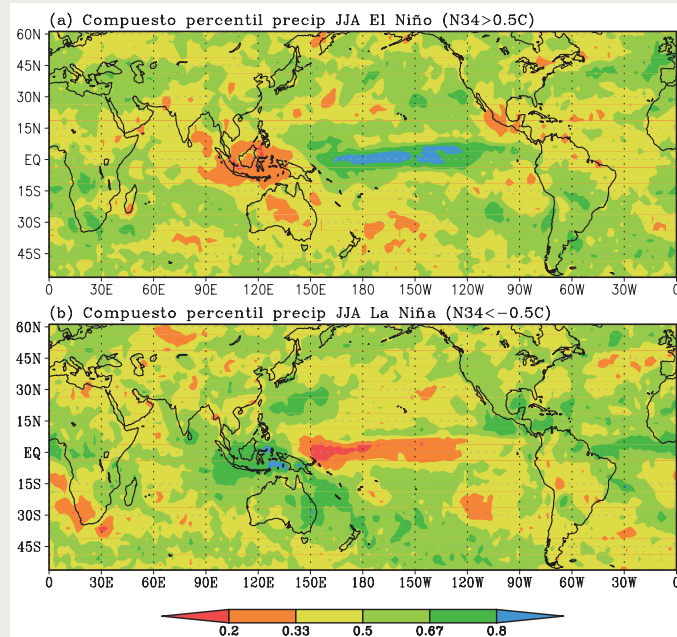 (a) Compuesto percentil precip JJA El Niño (N34>0.5C)
60N
45N
30N
15N
EQ
15S
30S
45S
0 30E 60E 90E 120E 150E 180 150W 120W 90W 60W 30W 0
(b) Compuesto percentil precip JJA La Niña (N34<-0.5C)
60N
45N
30N
15N
EQ
15S
30S
45S
0 30E 60E 90E 120E 150E 180 150W 120W 90W 60W 30W 0
0.2 0.33 0.5 0.67 0.8